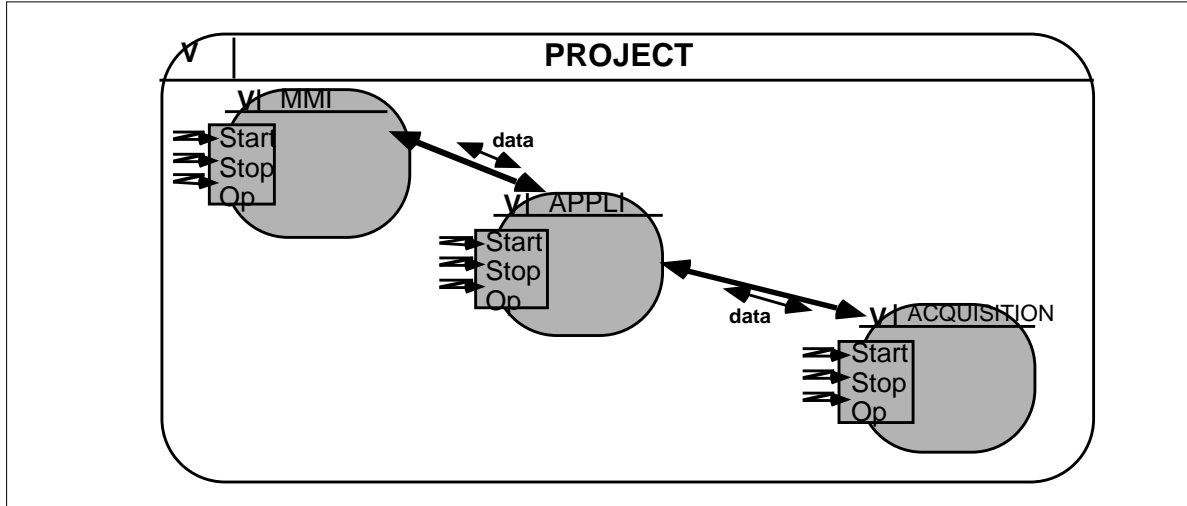 V PROJECT
V MMI
Start
Stop
Op
data
V APPLI
Start
Stop
Op
data
V ACQUISITION
Start
Stop
Op